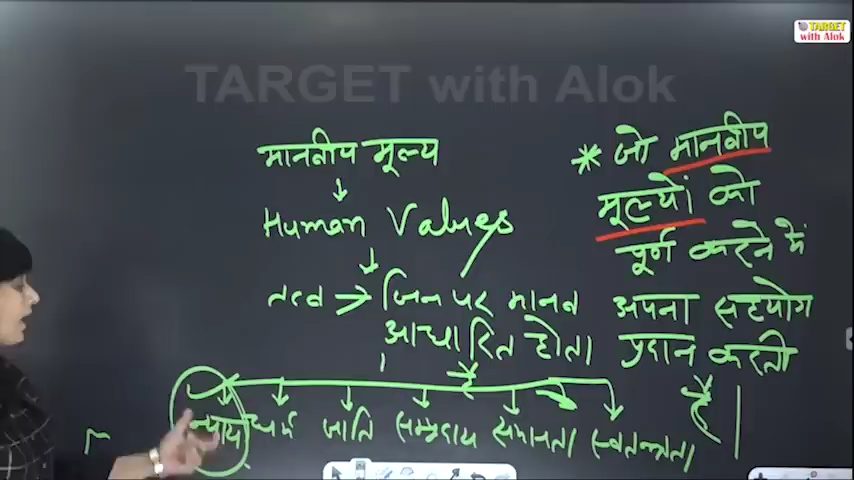 TARGET
with Alok
TARGET with Alok
मानवीय मूल्य
Human Values
तत्व → जिन पर मानव
आधारित होता
है
न्याय धर्म जाति सम्प्रदाय समानता स्वतन्त्रता
* जो मानवीय
मूल्यों को
पूर्ण करने में
अपना सहयोग
प्रदान करती
है।